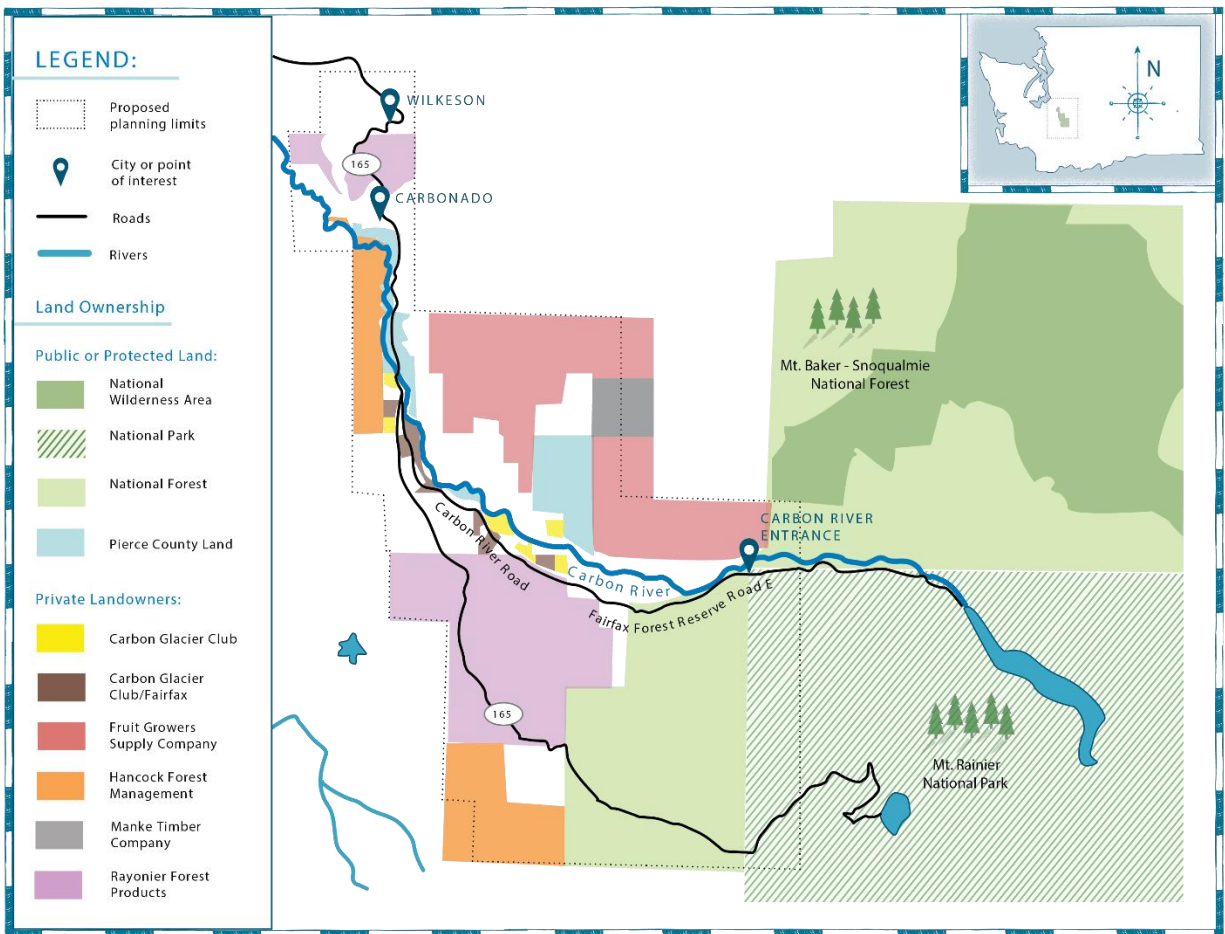 LEGEND:
Proposed
planning limits
City or point
of interest
Roads
Rivers
Land Ownership
Public or Protected Land:
National
Wilderness Area
National Park
National Forest
Pierce County Land
Private Landowners:
Carbon Glacier Club
Carbon Glacier
Club/Fairfax
Fruit Growers
Supply Company
Hancock Forest
Management
Manke Timber
Company
Rayonier Forest
Products
N
WILKESON
165
CARBONADO
Mt. Baker - Snoqualmie
National Forest
CARBON RIVER
ENTRANCE
Carbon River Road
Carbon River
Fairfax Forest Reserve Road E
165
Mt. Rainier
National Park